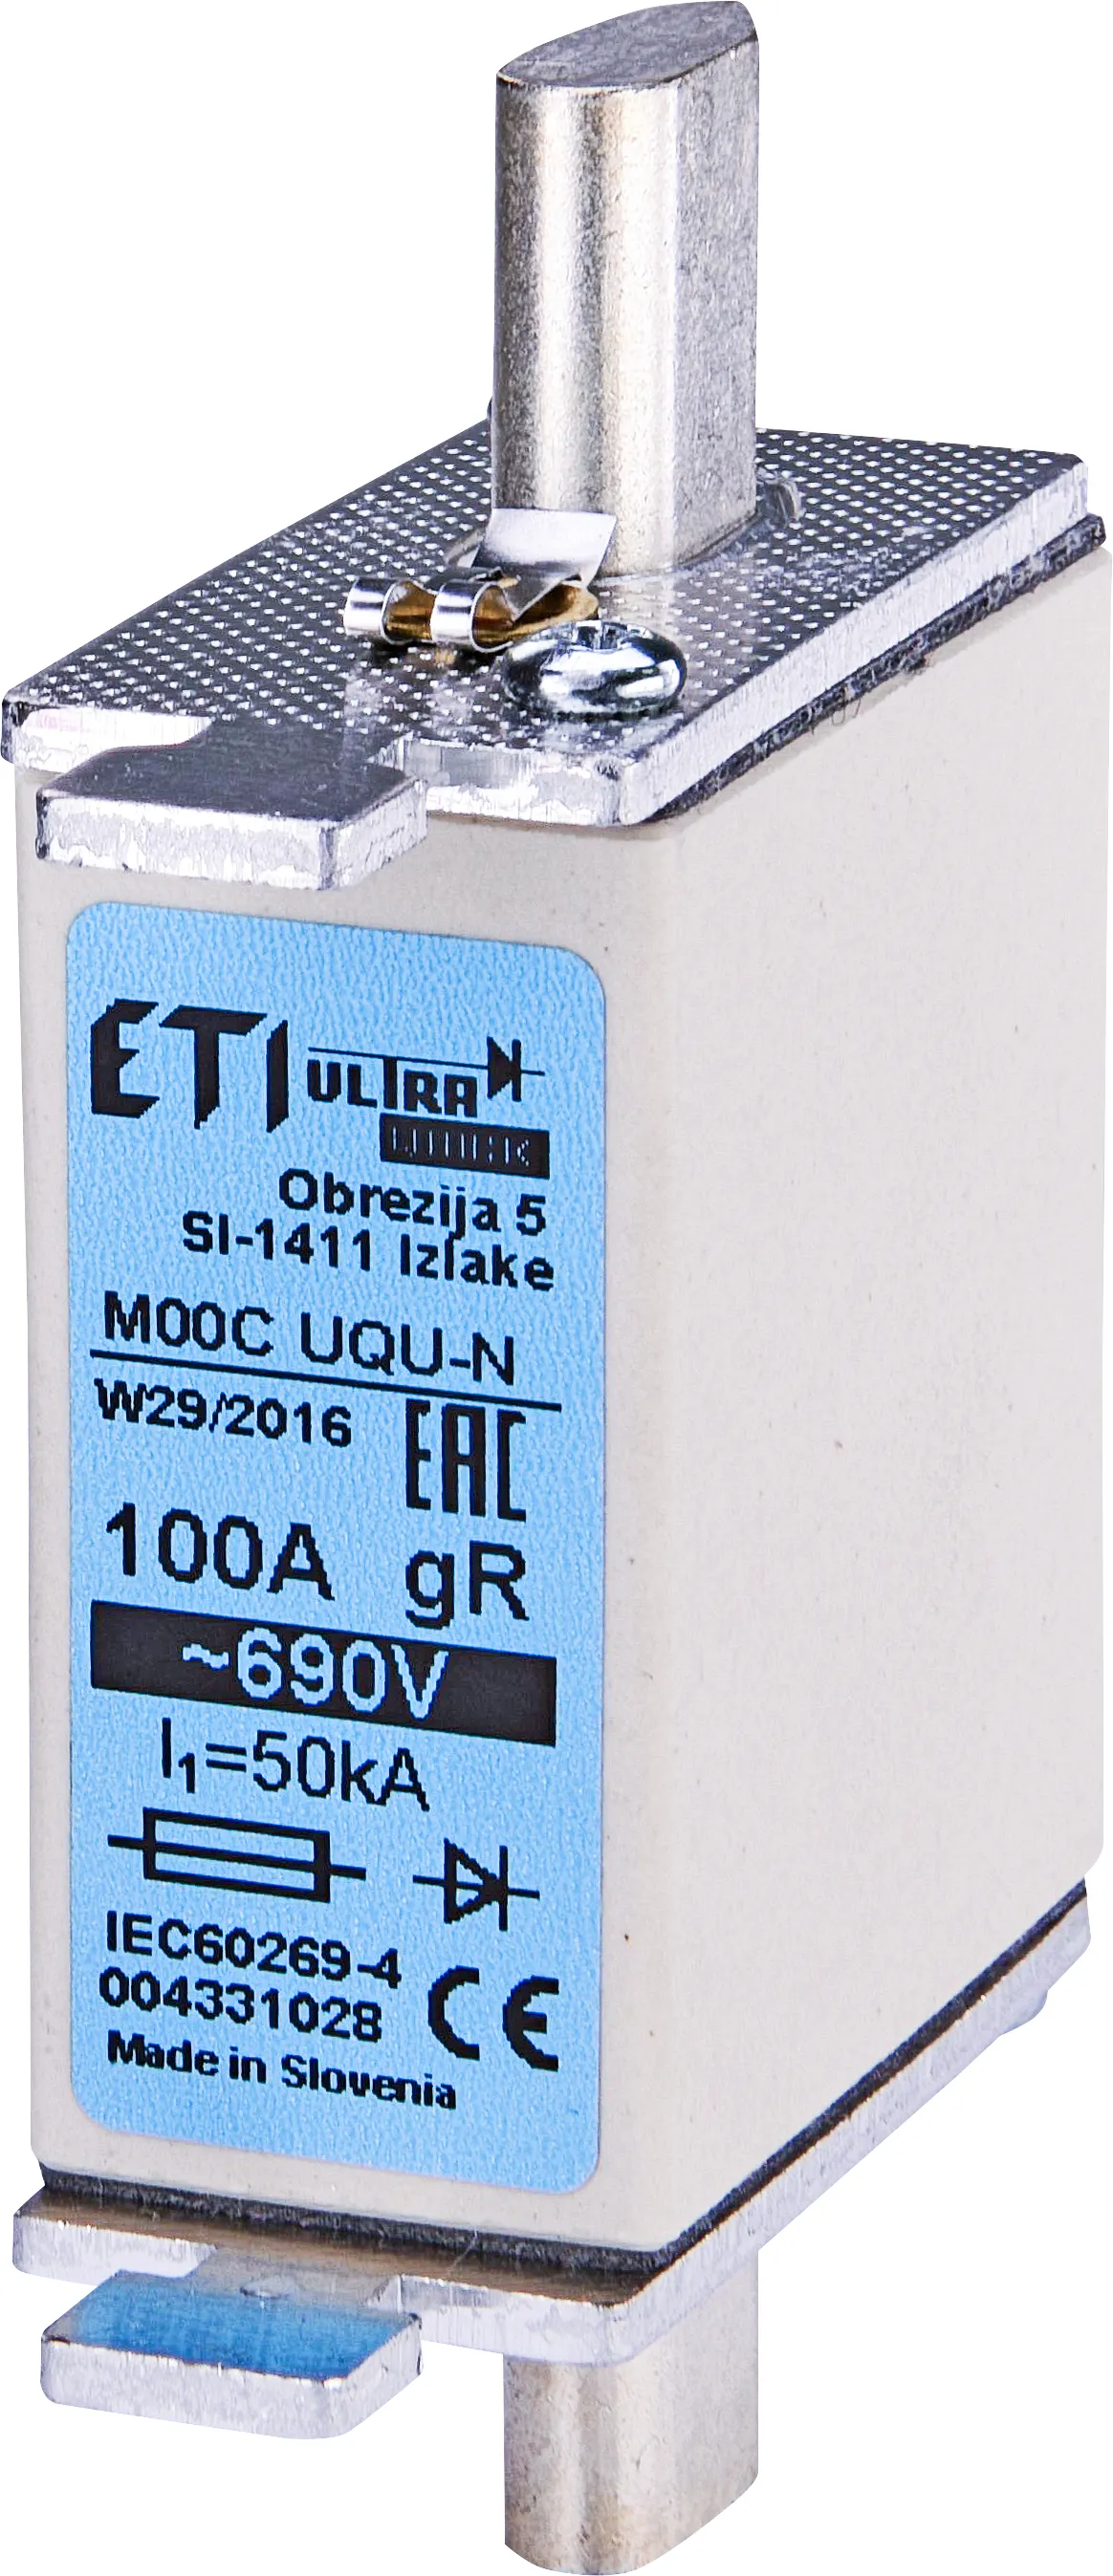 ETI ULTRA
QUICK
Obrezija 5
SI-1411 Izlake
M00C UQU-N
W29/2016 EAC
100A gR
~690V
I₁=50kA
IEC60269-4
004331028 CE
Made in Slovenia